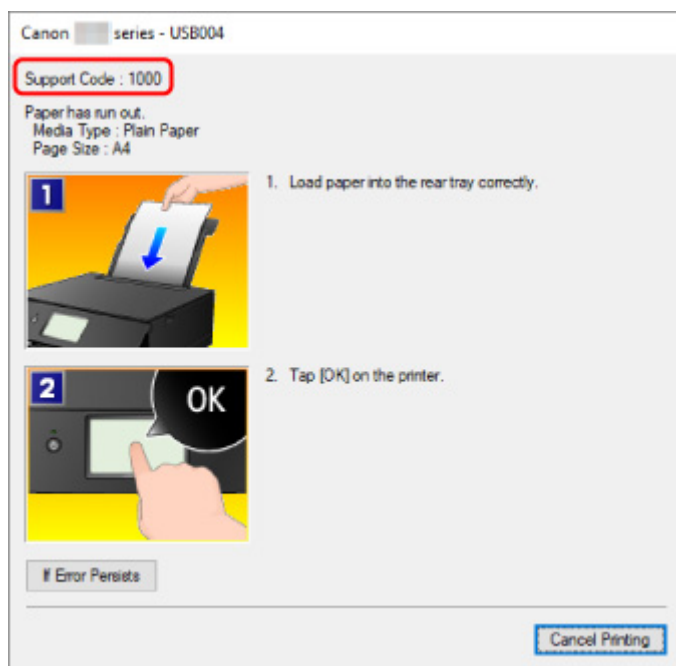 Canon series - USB004
Support Code : 1000
Paper has run out.
Media Type : Plain Paper
Page Size : A4
1
1. Load paper into the rear tray correctly.
2
OK
2. Tap [OK] on the printer.
If Error Persists
Cancel Printing